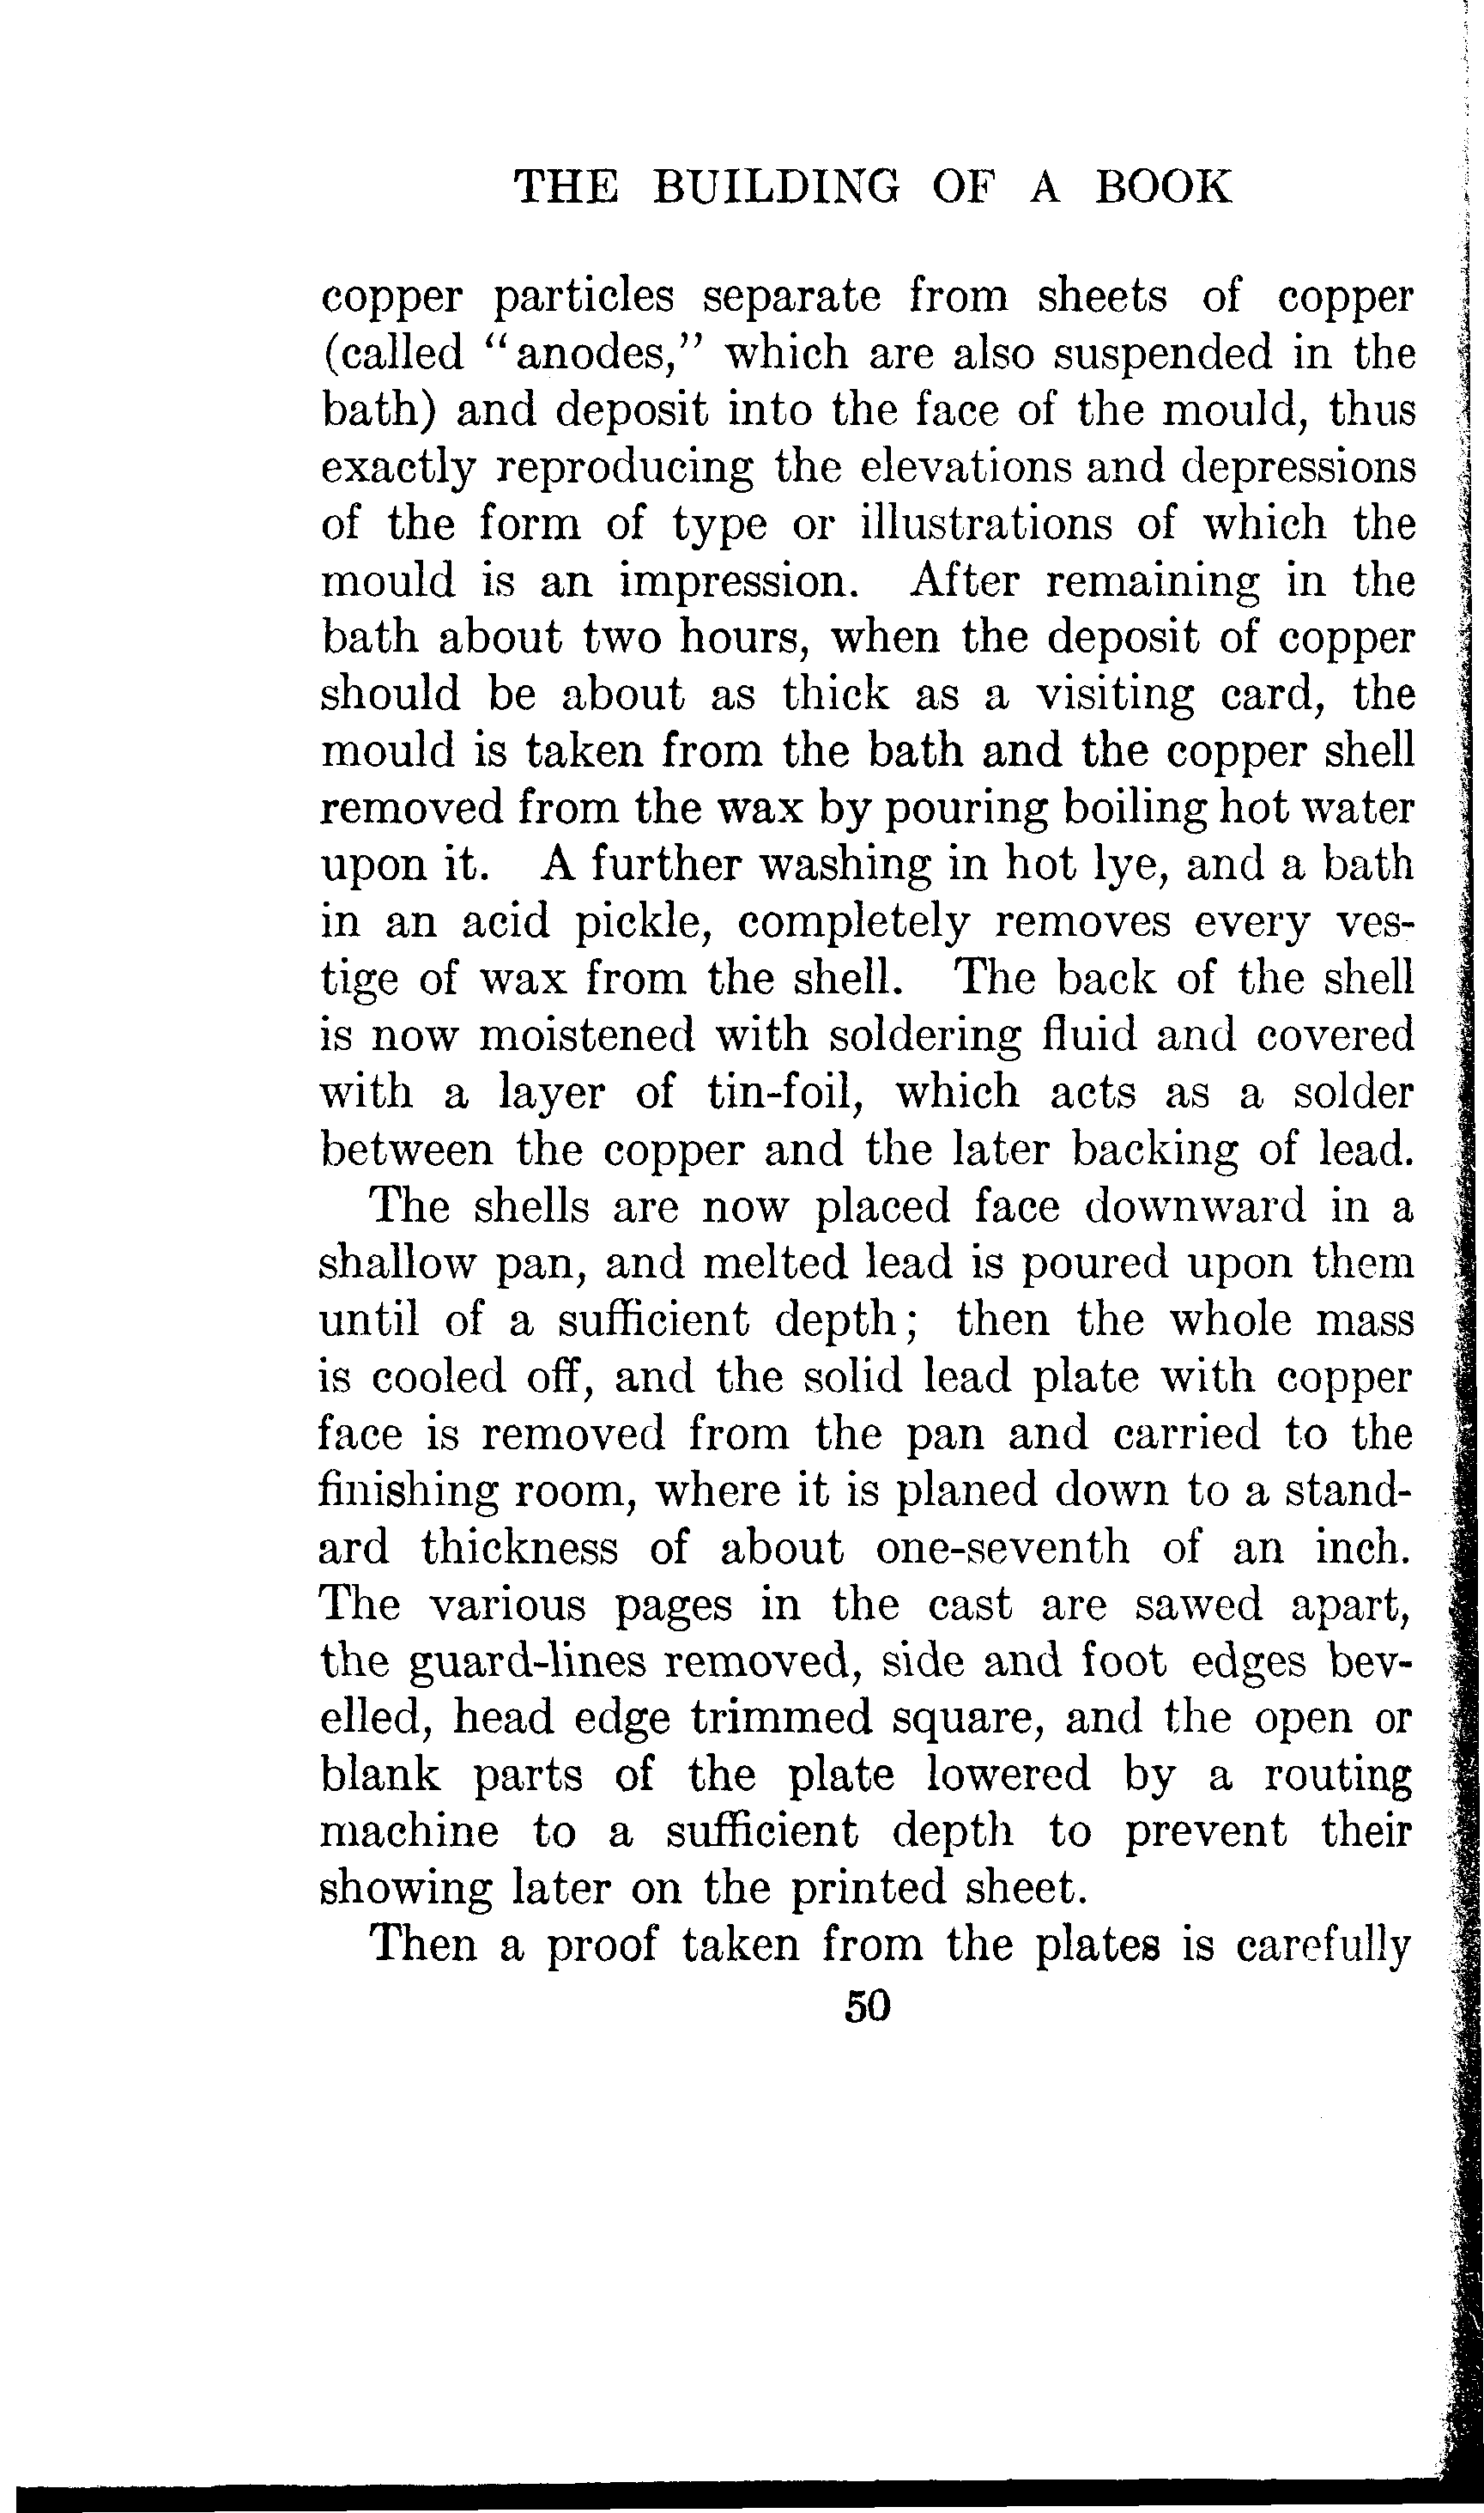 THE BUILDING OF A BOOK
copper particles separate from sheets of copper
(called "anodes," which are also suspended in the
bath) and deposit into the face of the mould, thus
exactly reproducing the elevations and depressions
of the form of type or illustrations of which the
mould is an impression. After remaining in the
bath about two hours, when the deposit of copper
should be about as thick as a visiting card, the
mould is taken from the bath and the copper shell
removed from the wax by pouring boiling hot water
upon it. A further washing in hot lye, and a bath
in an acid pickle, completely removes every ves-
tige of wax from the shell. The back of the shell
is now moistened with soldering fluid and covered
with a layer of tin-foil, which acts as a solder
between the copper and the later backing of lead.
The shells are now placed face downward in a
shallow pan, and melted lead is poured upon them
until of a sufficient depth; then the whole mass
is cooled off, and the solid lead plate with copper
face is removed from the pan and carried to the
finishing room, where it is planed down to a stand-
ard thickness of about one-seventh of an inch.
The various pages in the cast are sawed apart,
the guard-lines removed, side and foot edges bev-
elled, head edge trimmed square, and the open or
blank parts of the plate lowered by a routing
machine to a sufficient depth to prevent their
showing later on the printed sheet.
Then a proof taken from the plates is carefully
50